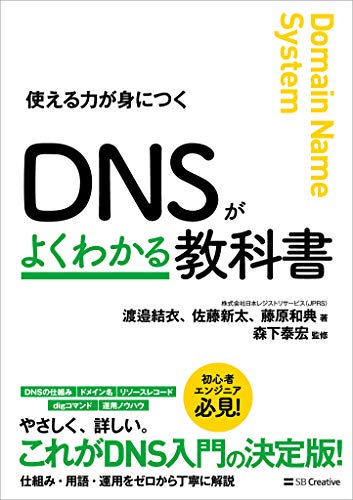 Domain Name
System
使える力が身につく
DNSが
よくわかる教科書
株式会社日本レジストリサービス(JPRS)
渡邉結衣、佐藤新太、藤原和典 著
森下泰宏 監修
DNSの仕組み ドメイン名 リソースレコード
digコマンド 運用ノウハウ
初心者
エンジニア
必見!
やさしく、詳しい。
これがDNS入門の決定版!
仕組み・用語・運用をゼロから丁寧に解説
SB Creative